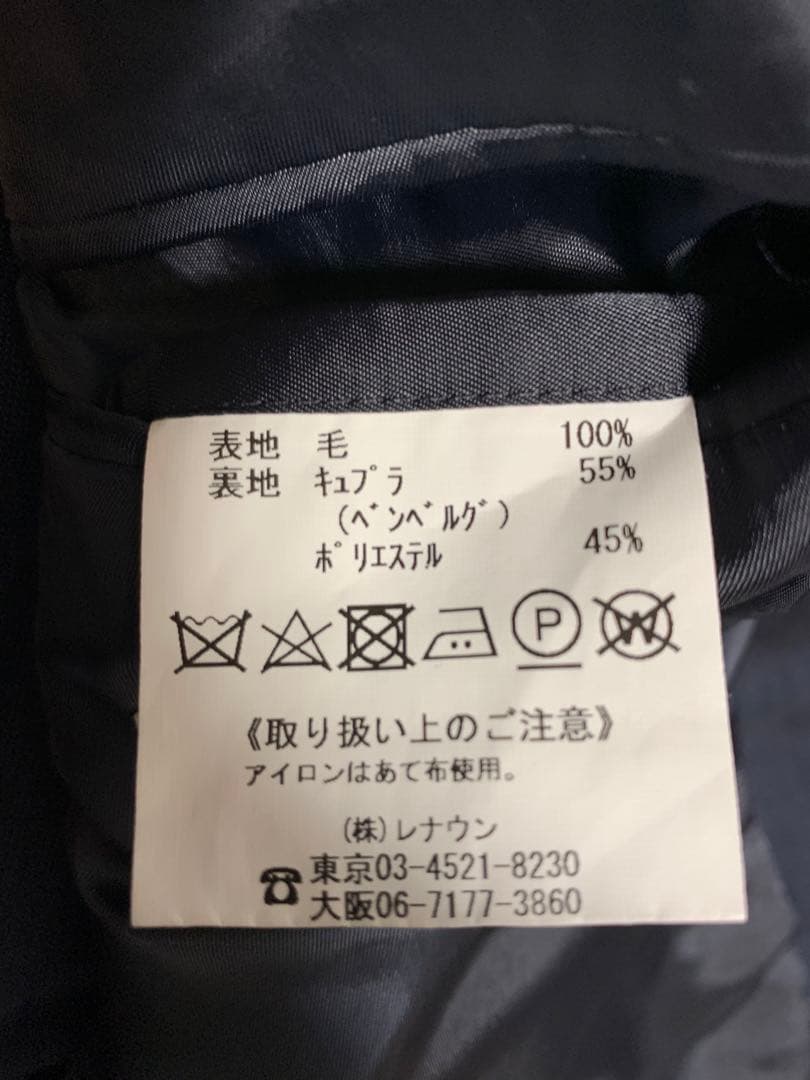 表地 毛 100%
裏地 ｷｭﾌﾟﾗ 55%
(ﾍﾞﾝﾍﾞﾙｸﾞ)
ﾎﾟﾘｴｽﾃﾙ 45%
P W
《取り扱い上のご注意》
アイロンはあて布使用。
(株)レナウン
☎東京03-4521-8230
大阪06-7177-3860